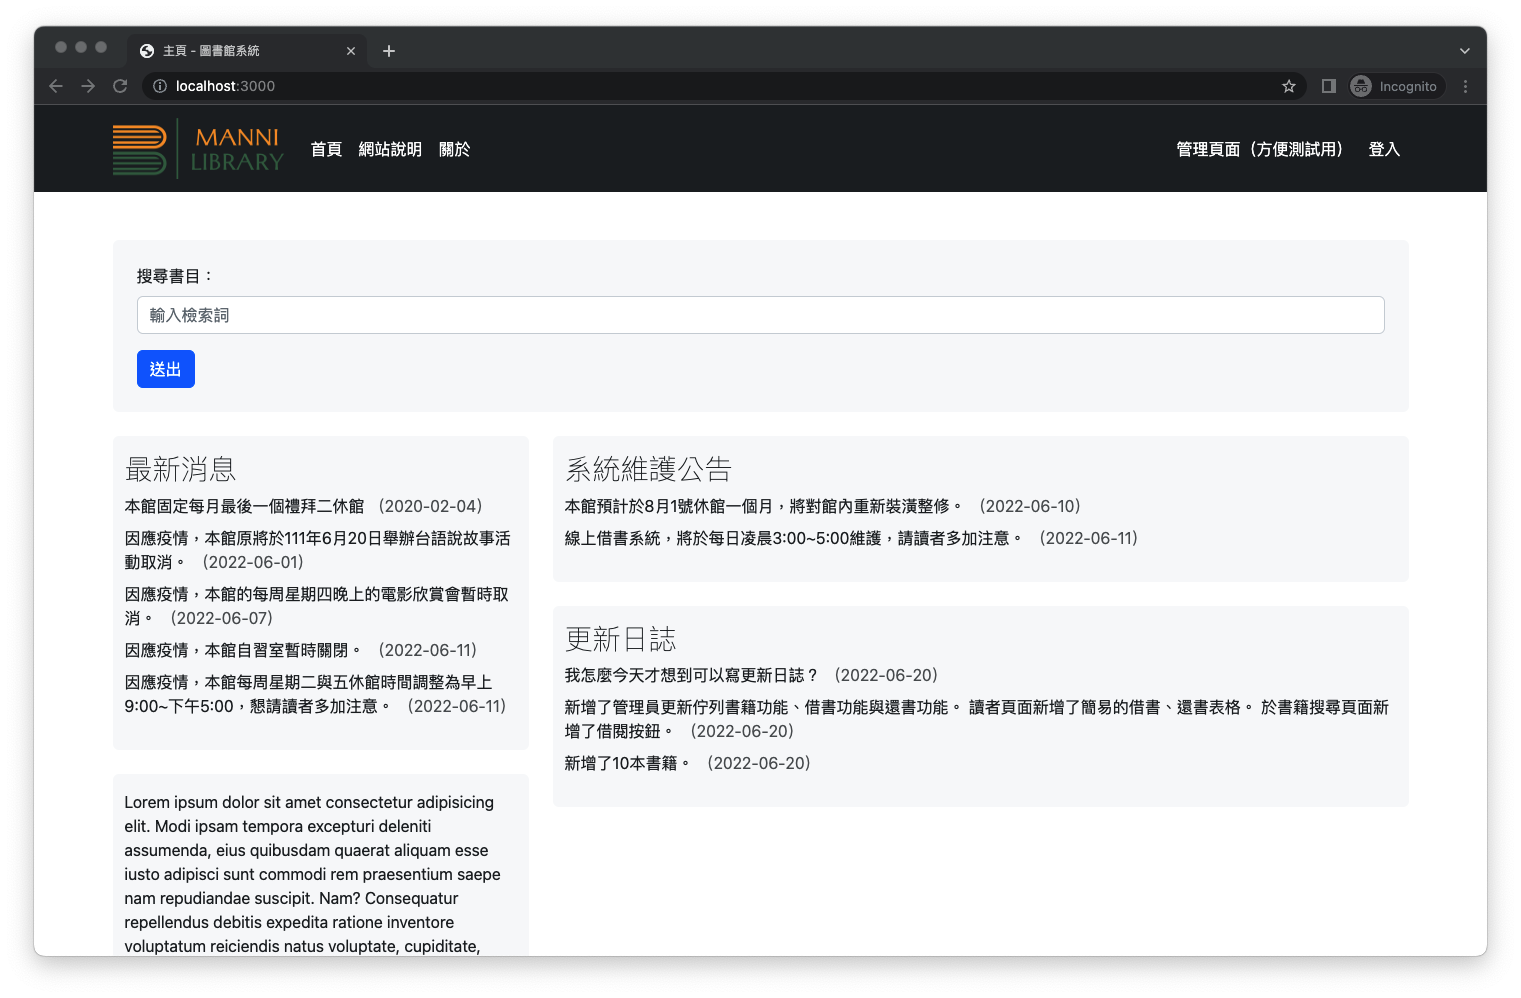 主頁 - 圖書館系統
localhost:3000
Incognito
MANNI
LIBRARY
首頁 網站說明 關於
管理頁面（方便測試用） 登入
搜尋書目：
輸入檢索詞
送出
最新消息
本館固定每月最後一個禮拜二休館 （2020-02-04）
因應疫情，本館原將於111年6月20日舉辦台語說故事活
動取消。 （2022-06-01）
因應疫情，本館的每周星期四晚上的電影欣賞會暫時取
消。 （2022-06-07）
因應疫情，本館自習室暫時關閉。 （2022-06-11）
因應疫情，本館每周星期二與五休館時間調整為早上
9:00~下午5:00，懇請讀者多加注意。 （2022-06-11）
Lorem ipsum dolor sit amet consectetur adipisicing
elit. Modi ipsam tempora excepturi deleniti
assumenda, eius quibusdam quaerat aliquam esse
iusto adipisci sunt commodi rem praesentium saepe
nam repudiandae suscipit. Nam? Consequatur
repellendus debitis expedita ratione inventore
voluptatum reiciendis natus voluptate, cupiditate,
系統維護公告
本館預計於8月1號休館一個月，將對館內重新裝潢整修。 （2022-06-10）
線上借書系統，將於每日凌晨3:00~5:00維護，請讀者多加注意。 （2022-06-11）
更新日誌
我怎麼今天才想到可以寫更新日誌？ （2022-06-20）
新增了管理員更新佇列書籍功能、借書功能與還書功能。 讀者頁面新增了簡易的借書、還書表格。 於書籍搜尋頁面新
增了借閱按鈕。 （2022-06-20）
新增了10本書籍。 （2022-06-20）